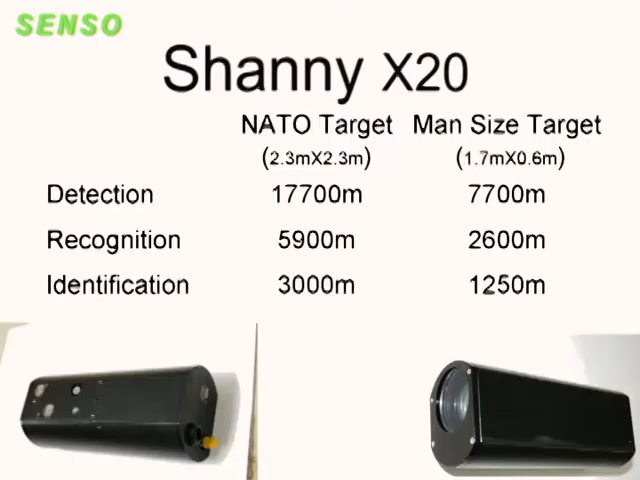 SENSO
Shanny X20
NATO Target Man Size Target
(2.3mX2.3m) (1.7mX0.6m)
Detection 17700m 7700m
Recognition 5900m 2600m
Identification 3000m 1250m